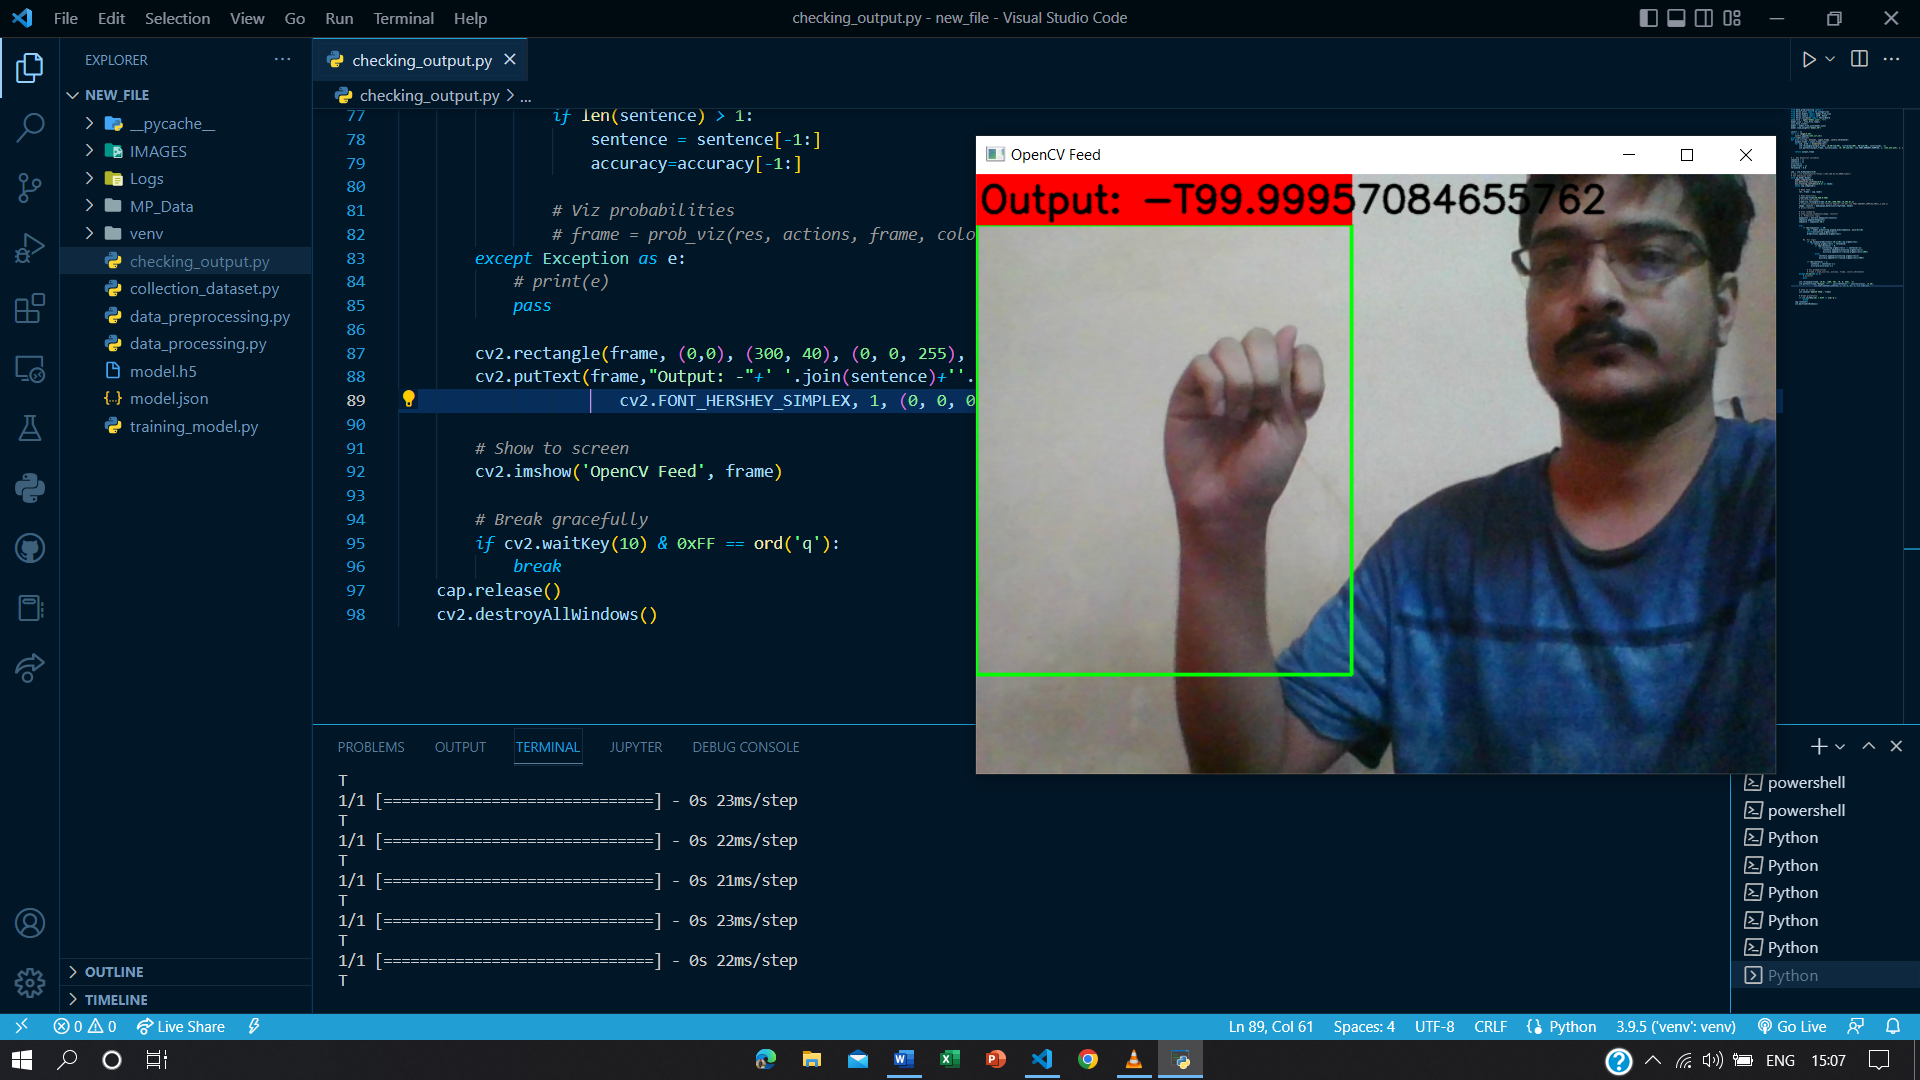 File Edit Selection View Go Run Terminal Help
checking_output.py - new_file - Visual Studio Code
EXPLORER
NEW_FILE
__pycache__
IMAGES
Logs
MP_Data
venv
checking_output.py
collection_dataset.py
data_preprocessing.py
data_processing.py
model.h5
model.json
training_model.py
OUTLINE
TIMELINE
checking_output.py
checking_output.py > ...
77 if len(sentence) > 1:
78 sentence = sentence[-1:]
79 accuracy=accuracy[-1:]
80
81 # Viz probabilities
82 # frame = prob_viz(res, actions, frame, colo
83 except Exception as e:
84 # print(e)
85 pass
86
87 cv2.rectangle(frame, (0,0), (300, 40), (0, 0, 255),
88 cv2.putText(frame,"Output: -"+' '.join(sentence)+''.
89 cv2.FONT_HERSHEY_SIMPLEX, 1, (0, 0, 0
90
91 # Show to screen
92 cv2.imshow('OpenCV Feed', frame)
93
94 # Break gracefully
95 if cv2.waitKey(10) & 0xFF == ord('q'):
96 break
97 cap.release()
98 cv2.destroyAllWindows()
OpenCV Feed
Output: -T99.99957084655762
PROBLEMS OUTPUT TERMINAL JUPYTER DEBUG CONSOLE
T
1/1 [==============================] - 0s 23ms/step
T
1/1 [==============================] - 0s 22ms/step
T
1/1 [==============================] - 0s 21ms/step
T
1/1 [==============================] - 0s 23ms/step
T
1/1 [==============================] - 0s 22ms/step
T
powershell
powershell
Python
Python
Python
Python
Python
Python
0 0 Live Share
Ln 89, Col 61 Spaces: 4 UTF-8 CRLF Python 3.9.5 ('venv': venv) Go Live
ENG 15:07